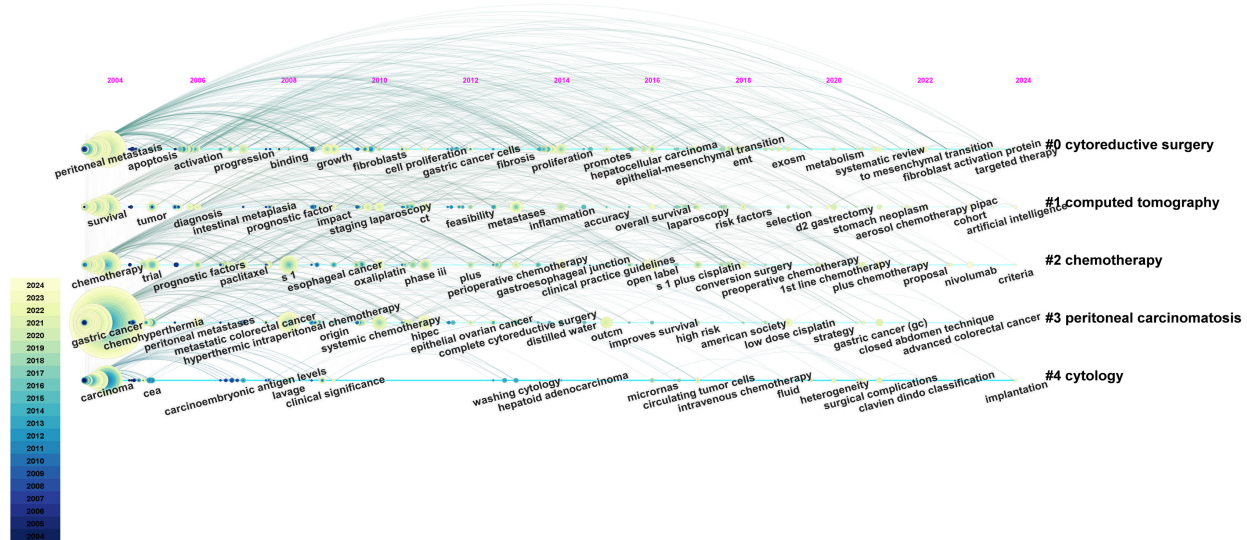 2004 2006 2008 2010 2012 2014 2016 2018 2020 2022 2024
peritoneal metastasis
apoptosis
activation
progression
binding
growth
fibroblasts
cell proliferation
gastric cancer cells
fibrosis
proliferation
promotes
hepatocellular carcinoma
epithelial-mesenchymal transition
emt
exosm
metabolism
systematic review
to mesenchymal transition
fibroblast activation protein
targeted therapy
#0 cytoreductive surgery
survival
tumor
diagnosis
intestinal metaplasia
prognostic factor
impact
staging laparoscopy
ct
feasibility
metastases
inflammation
accuracy
overall survival
laparoscopy
risk factors
selection
d2 gastrectomy
stomach neoplasm
aerosol chemotherapy pipac
cohort
artificial intelligence
#1 computed tomography
chemotherapy
trial
prognostic factors
paclitaxel
s 1
esophageal cancer
oxaliplatin
phase iii
plus
perioperative chemotherapy
gastroesophageal junction
clinical practice guidelines
open label
s 1 plus cisplatin
conversion surgery
preoperative chemotherapy
1st line chemotherapy
plus chemotherapy
proposal
nivolumab
criteria
#2 chemotherapy
gastric cancer
chemohyperthermia
peritoneal metastases
metastatic colorectal cancer
hyperthermic intraperitoneal chemotherapy
origin
systemic chemotherapy
hipec
epithelial ovarian cancer
complete cytoreductive surgery
distilled water
outcm
improves survival
high risk
american society
low dose cisplatin
strategy
gastric cancer (gc)
closed abdomen technique
advanced colorectal cancer
#3 peritoneal carcinomatosis
carcinoma
cea
carcinoembryonic antigen levels
lavage
clinical significance
washing cytology
hepatoid adenocarcinoma
micrornas
circulating tumor cells
intravenous chemotherapy
fluid
heterogeneity
surgical complications
clavien dindo classification
implantation
#4 cytology
2024
2023
2022
2021
2020
2019
2018
2017
2016
2015
2014
2013
2012
2011
2010
2009
2008
2007
2006
2005
2004